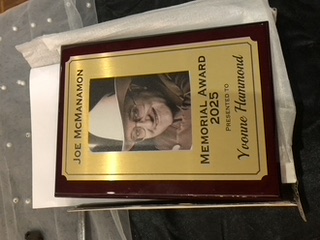 JOE MCMANAMON
MEMORIAL AWARD
2025
PRESENTED TO
Yvonne Hammond